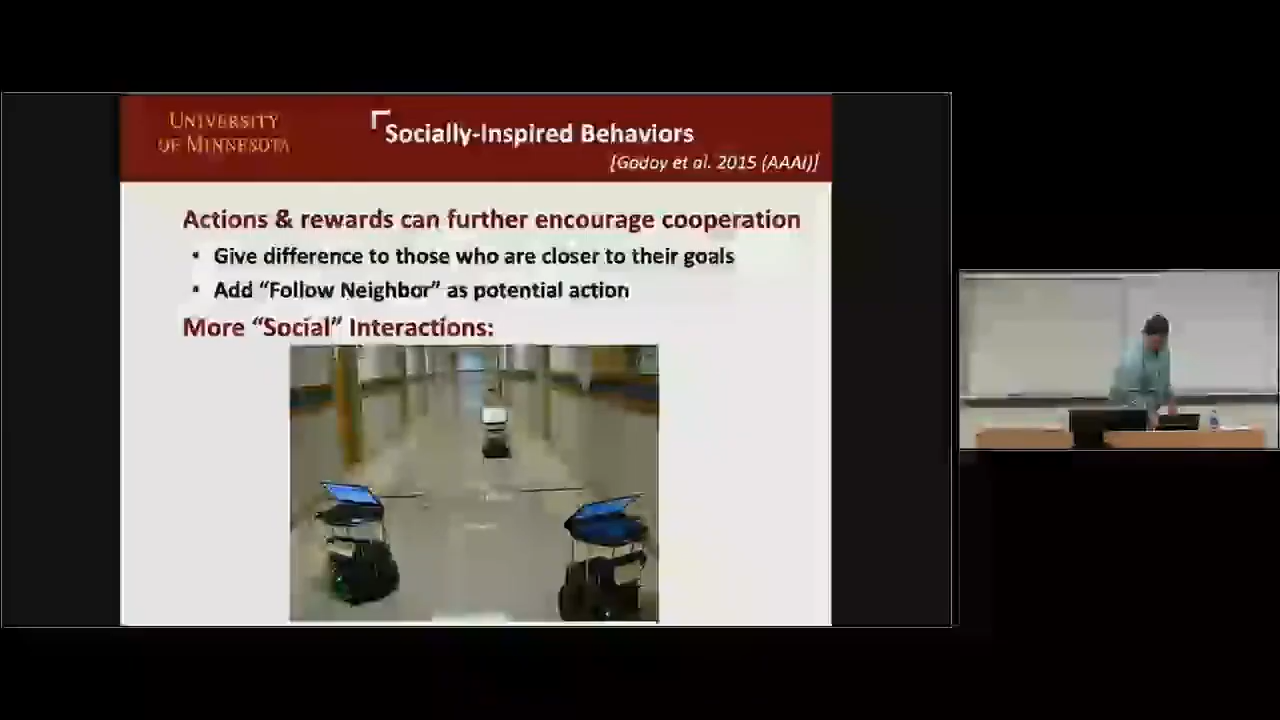 UNIVERSITY
OF MINNESOTA
Socially-Inspired Behaviors
[Godoy et al. 2015 (AAAI)]
Actions & rewards can further encourage cooperation
• Give difference to those who are closer to their goals
• Add “Follow Neighbor” as potential action
More “Social” Interactions: